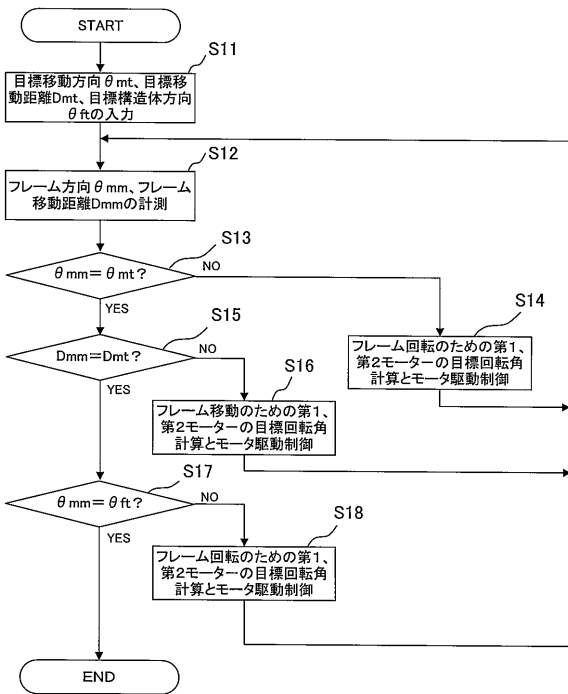 START
S11
目標移動方向θmt、目標移
動距離Dmt、目標構造体方向
θftの入力
S12
フレーム方向θmm、フレーム
移動距離Dmmの計測
S13
θmm=θmt?
NO
YES
S14
フレーム回転のための第1、
第2モーターの目標回転角
計算とモータ駆動制御
S15
Dmm=Dmt?
NO
YES
S16
フレーム移動のための第1、
第2モーターの目標回転角
計算とモータ駆動制御
S17
θmm=θft?
NO
YES
S18
フレーム回転のための第1、
第2モーターの目標回転角
計算とモータ駆動制御
END